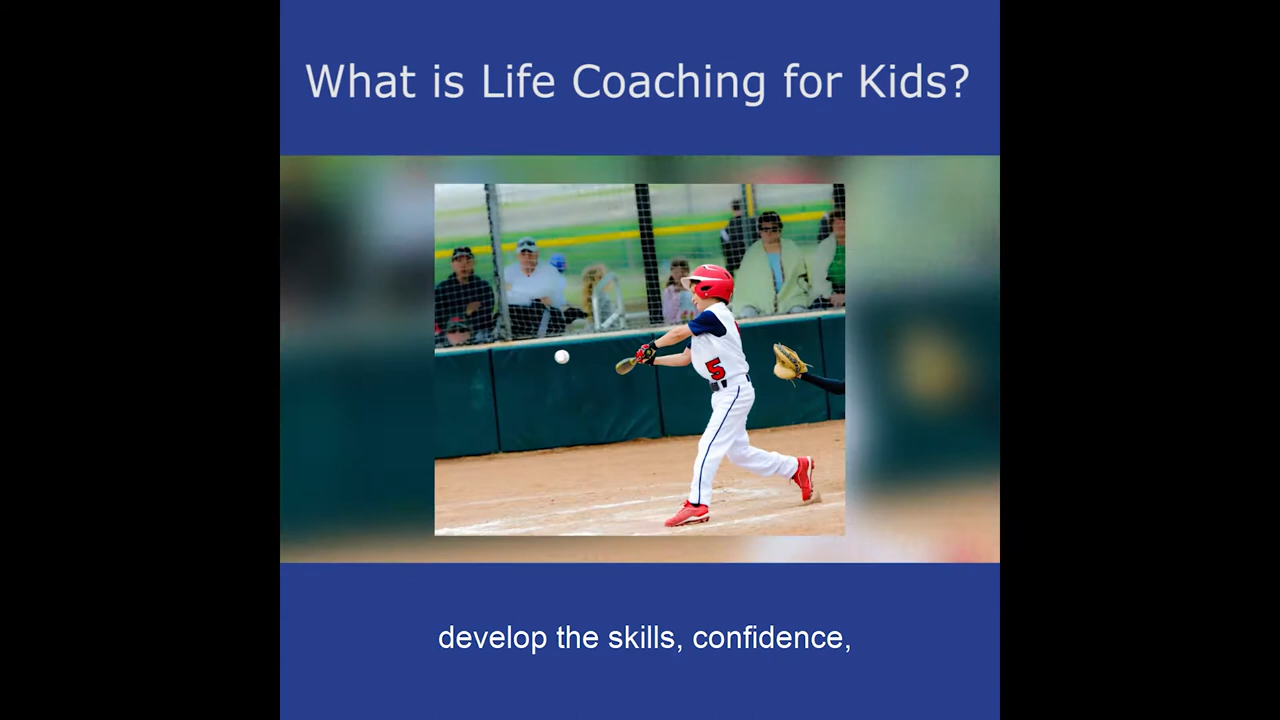 What is Life Coaching for Kids?
5
develop the skills, confidence,